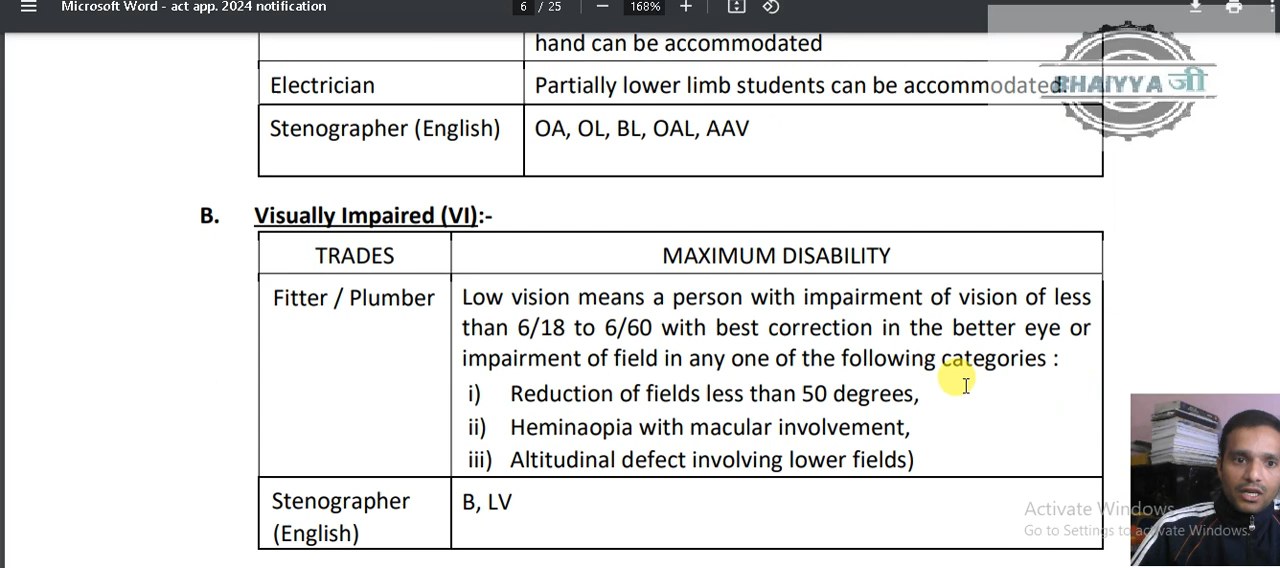 Microsoft Word - act app. 2024 notification
6 / 25
168%
hand can be accommodated
Electrician
Partially lower limb students can be accommodated.
BHAIYYA जी
Stenographer (English)
OA, OL, BL, OAL, AAV
B. Visually Impaired (VI):-
TRADES
MAXIMUM DISABILITY
Fitter / Plumber
Low vision means a person with impairment of vision of less
than 6/18 to 6/60 with best correction in the better eye or
impairment of field in any one of the following categories :
i) Reduction of fields less than 50 degrees,
ii) Heminaopia with macular involvement,
iii) Altitudinal defect involving lower fields)
Stenographer
(English)
B, LV
Activate Windows
Go to Settings to activate Windows.